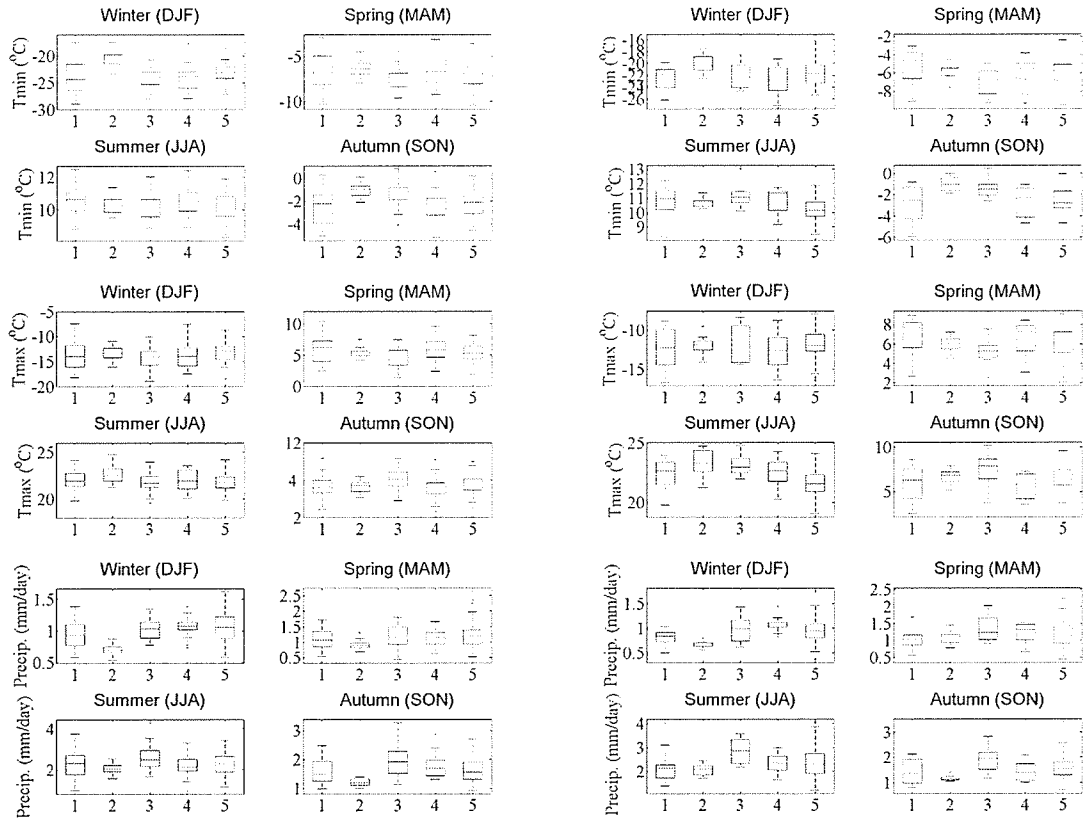 Winter (DJF)
Spring (MAM)
Winter (DJF)
Spring (MAM)
Tmin (°C)
-20
-25
-30
-5
-10
Tmin (°C)
-16
-18
-20
-22
-24
-26
-2
-4
-6
-8
1 2 3 4 5
1 2 3 4 5
1 2 3 4 5
1 2 3 4 5
Summer (JJA)
Autumn (SON)
Summer (JJA)
Autumn (SON)
Tmin (°C)
12
10
0
-2
-4
Tmin (°C)
13
12
11
10
9
0
-2
-4
-6
1 2 3 4 5
1 2 3 4 5
1 2 3 4 5
1 2 3 4 5
Winter (DJF)
Spring (MAM)
Winter (DJF)
Spring (MAM)
Tmax (°C)
-5
-10
-15
-20
10
5
0
Tmax (°C)
-10
-15
8
6
4
2
1 2 3 4 5
1 2 3 4 5
1 2 3 4 5
1 2 3 4 5
Summer (JJA)
Autumn (SON)
Summer (JJA)
Autumn (SON)
Tmax (°C)
25
20
12
4
2
Tmax (°C)
25
20
10
5
1 2 3 4 5
1 2 3 4 5
1 2 3 4 5
1 2 3 4 5
Winter (DJF)
Spring (MAM)
Winter (DJF)
Spring (MAM)
Precip. (mm/day)
1.5
1
0.5
2.5
2
1.5
1
0.5
Precip. (mm/day)
1.5
1
0.5
2.5
2
1.5
1
0.5
1 2 3 4 5
1 2 3 4 5
1 2 3 4 5
1 2 3 4 5
Summer (JJA)
Autumn (SON)
Summer (JJA)
Autumn (SON)
Precip. (mm/day)
4
2
3
2
1
Precip. (mm/day)
4
3
2
1
3
2
1
1 2 3 4 5
1 2 3 4 5
1 2 3 4 5
1 2 3 4 5